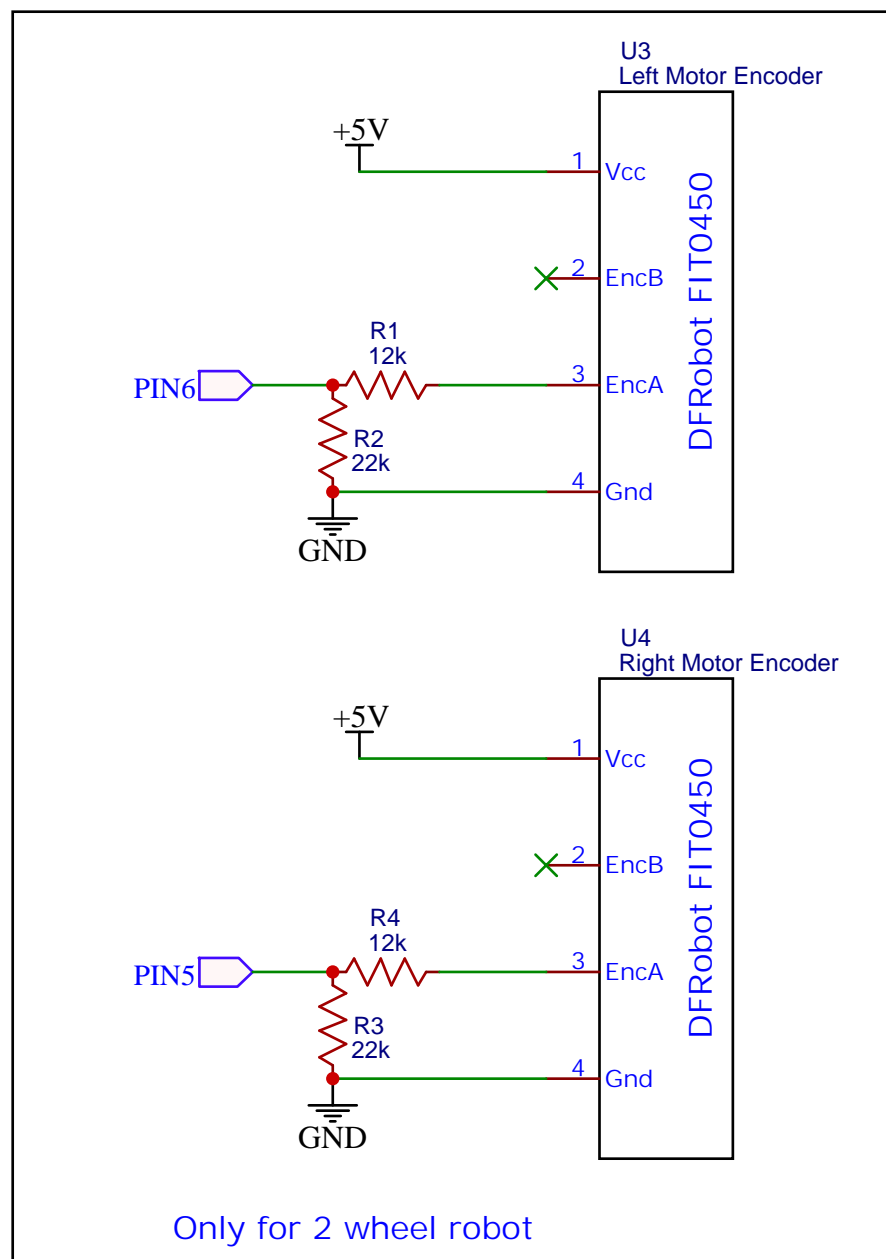 U3
Left Motor Encoder
+5V
1
Vcc
2
EncB
R1
12k
PIN6
3
EncA
R2
22k
4
Gnd
GND
DFRobot FIT0450
U4
Right Motor Encoder
+5V
1
Vcc
2
EncB
R4
12k
PIN5
3
EncA
R3
22k
4
Gnd
GND
DFRobot FIT0450
Only for 2 wheel robot